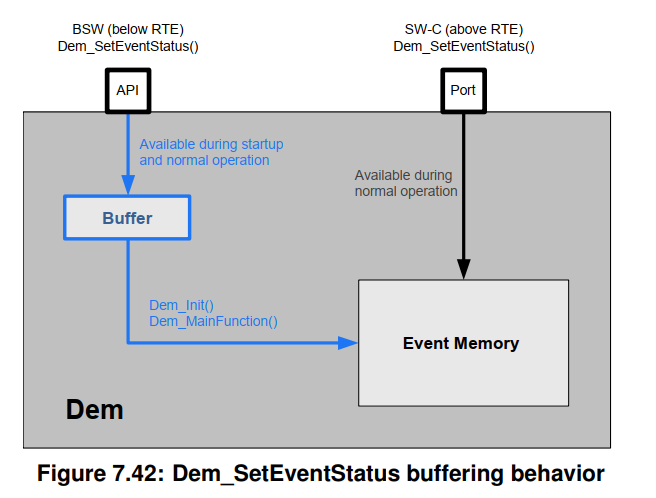 BSW (below RTE)
Dem_SetEventStatus()
SW-C (above RTE)
Dem_SetEventStatus()
API
Port
Available during startup
and normal operation
Available during
normal operation
Buffer
Dem_Init()
Dem_MainFunction()
Event Memory
Dem
Figure 7.42: Dem_SetEventStatus buffering behavior